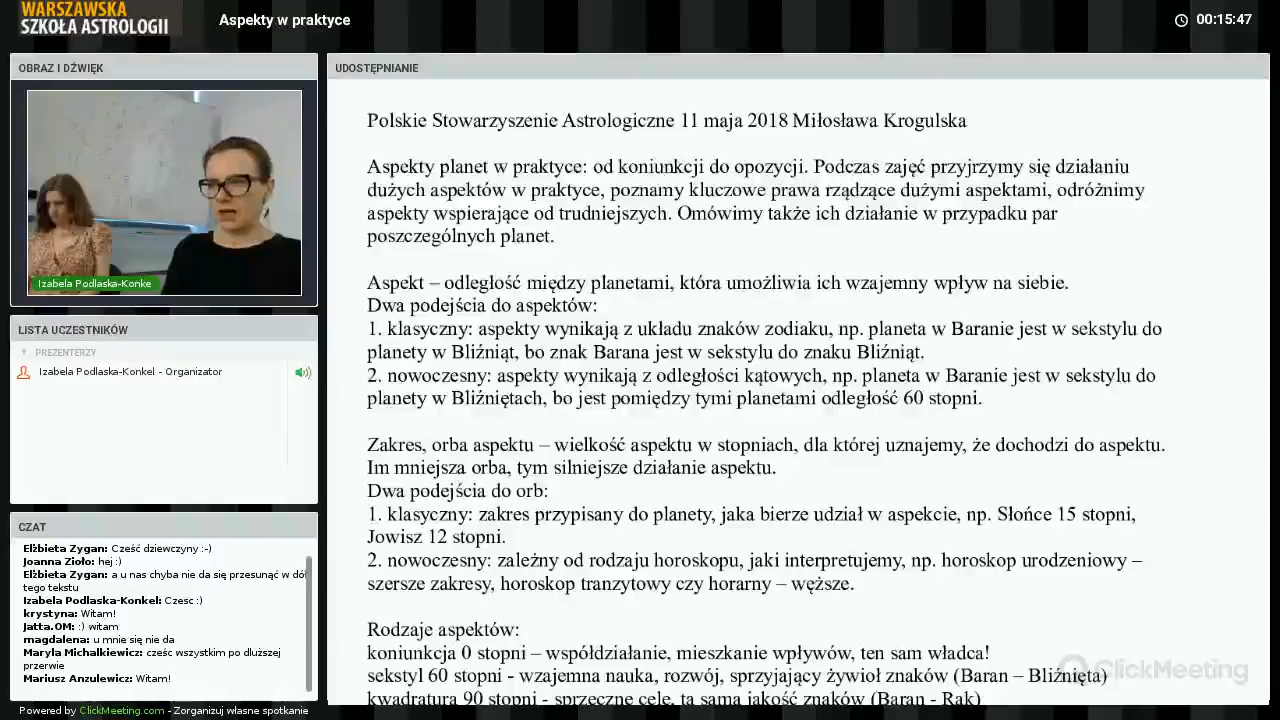 WARSZAWSKA
SZKOŁA ASTROLOGII
Aspekty w praktyce
00:15:47
OBRAZ I DŹWIĘK
Izabela Podlaska-Konke
LISTA UCZESTNIKÓW
PREZENTERZY
Izabela Podlaska-Konkel - Organizator
CZAT
Elżbieta Zygan: Cześć dziewczyny :-)
Joanna Zioło: hej :)
Elżbieta Zygan: a u nas chyba nie da się przesunąć w dół
tego tekstu
Izabela Podlaska-Konkel: Czesc :)
krystyna: Witam!
Jatta.OM: :) witam
magdalena: u mnie się nie da
Maryla Michalkiewicz: cześc wszystkim po dluższej
przerwie
Mariusz Anzulewicz: Witam!
Powered by ClickMeeting.com - Zorganizuj własne spotkanie
UDOSTĘPNIANIE
Polskie Stowarzyszenie Astrologiczne 11 maja 2018 Miłosława Krogulska
Aspekty planet w praktyce: od koniunkcji do opozycji. Podczas zajęć przyjrzymy się działaniu
dużych aspektów w praktyce, poznamy kluczowe prawa rządzące dużymi aspektami, odróżnimy
aspekty wspierające od trudniejszych. Omówimy także ich działanie w przypadku par
poszczególnych planet.
Aspekt – odległość między planetami, która umożliwia ich wzajemny wpływ na siebie.
Dwa podejścia do aspektów:
1. klasyczny: aspekty wynikają z układu znaków zodiaku, np. planeta w Baranie jest w sekstylu do
planety w Bliźniąt, bo znak Barana jest w sekstylu do znaku Bliźniąt.
2. nowoczesny: aspekty wynikają z odległości kątowych, np. planeta w Baranie jest w sekstylu do
planety w Bliźniętach, bo jest pomiędzy tymi planetami odległość 60 stopni.
Zakres, orba aspektu – wielkość aspektu w stopniach, dla której uznajemy, że dochodzi do aspektu.
Im mniejsza orba, tym silniejsze działanie aspektu.
Dwa podejścia do orb:
1. klasyczny: zakres przypisany do planety, jaka bierze udział w aspekcie, np. Słońce 15 stopni,
Jowisz 12 stopni.
2. nowoczesny: zależny od rodzaju horoskopu, jaki interpretujemy, np. horoskop urodzeniowy –
szersze zakresy, horoskop tranzytowy czy horarny – węższe.
Rodzaje aspektów:
koniunkcja 0 stopni – współdziałanie, mieszkanie wpływów, ten sam władca!
sekstyl 60 stopni - wzajemna nauka, rozwój, sprzyjający żywioł znaków (Baran – Bliźnięta)
kwadratura 90 stopni - sprzeczne cele, ta sama jakość znaków (Baran - Rak)
ClickMeeting